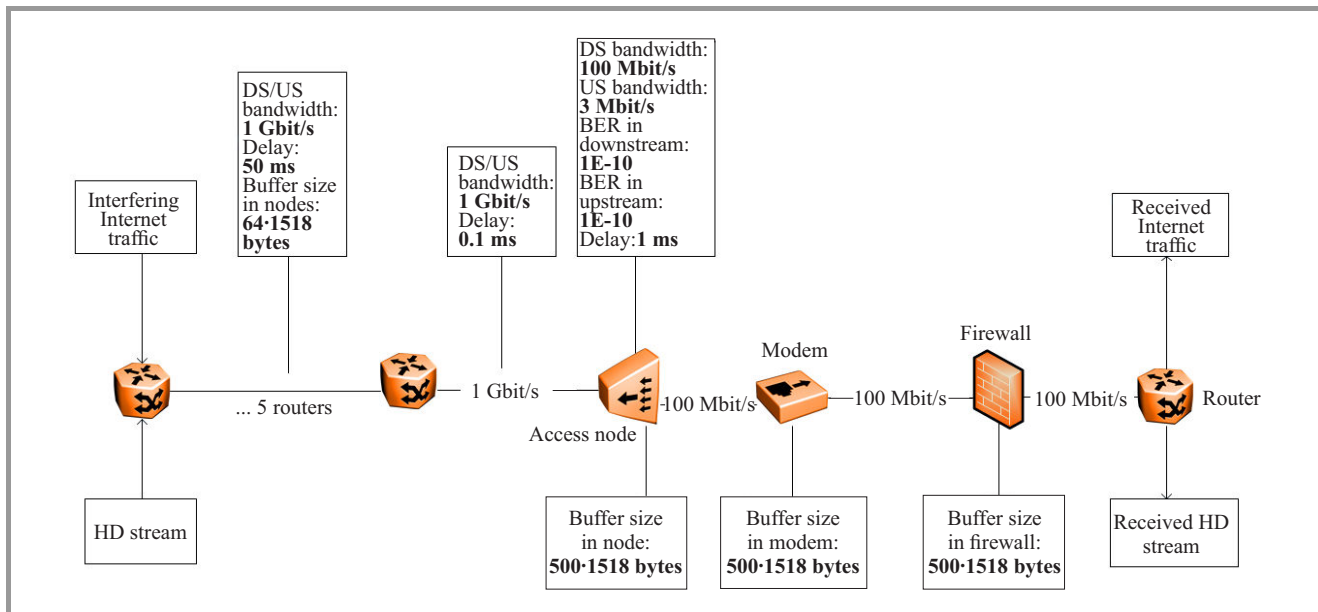 DS bandwidth:
100 Mbit/s
US bandwidth:
3 Mbit/s
BER in
downstream:
1E-10
BER in
upstream:
1E-10
Delay:1 ms
DS/US
bandwidth:
1 Gbit/s
Delay:
50 ms
Buffer size
in nodes:
64·1518
bytes
DS/US
bandwidth:
1 Gbit/s
Delay:
0.1 ms
Interfering
Internet
traffic
Received
Internet
traffic
Firewall
Modem
... 5 routers
1 Gbit/s
100 Mbit/s
100 Mbit/s
100 Mbit/s
Router
Access node
HD stream
Buffer size
in node:
500·1518 bytes
Buffer size
in modem:
500·1518 bytes
Buffer size
in firewall:
500·1518 bytes
Received HD
stream